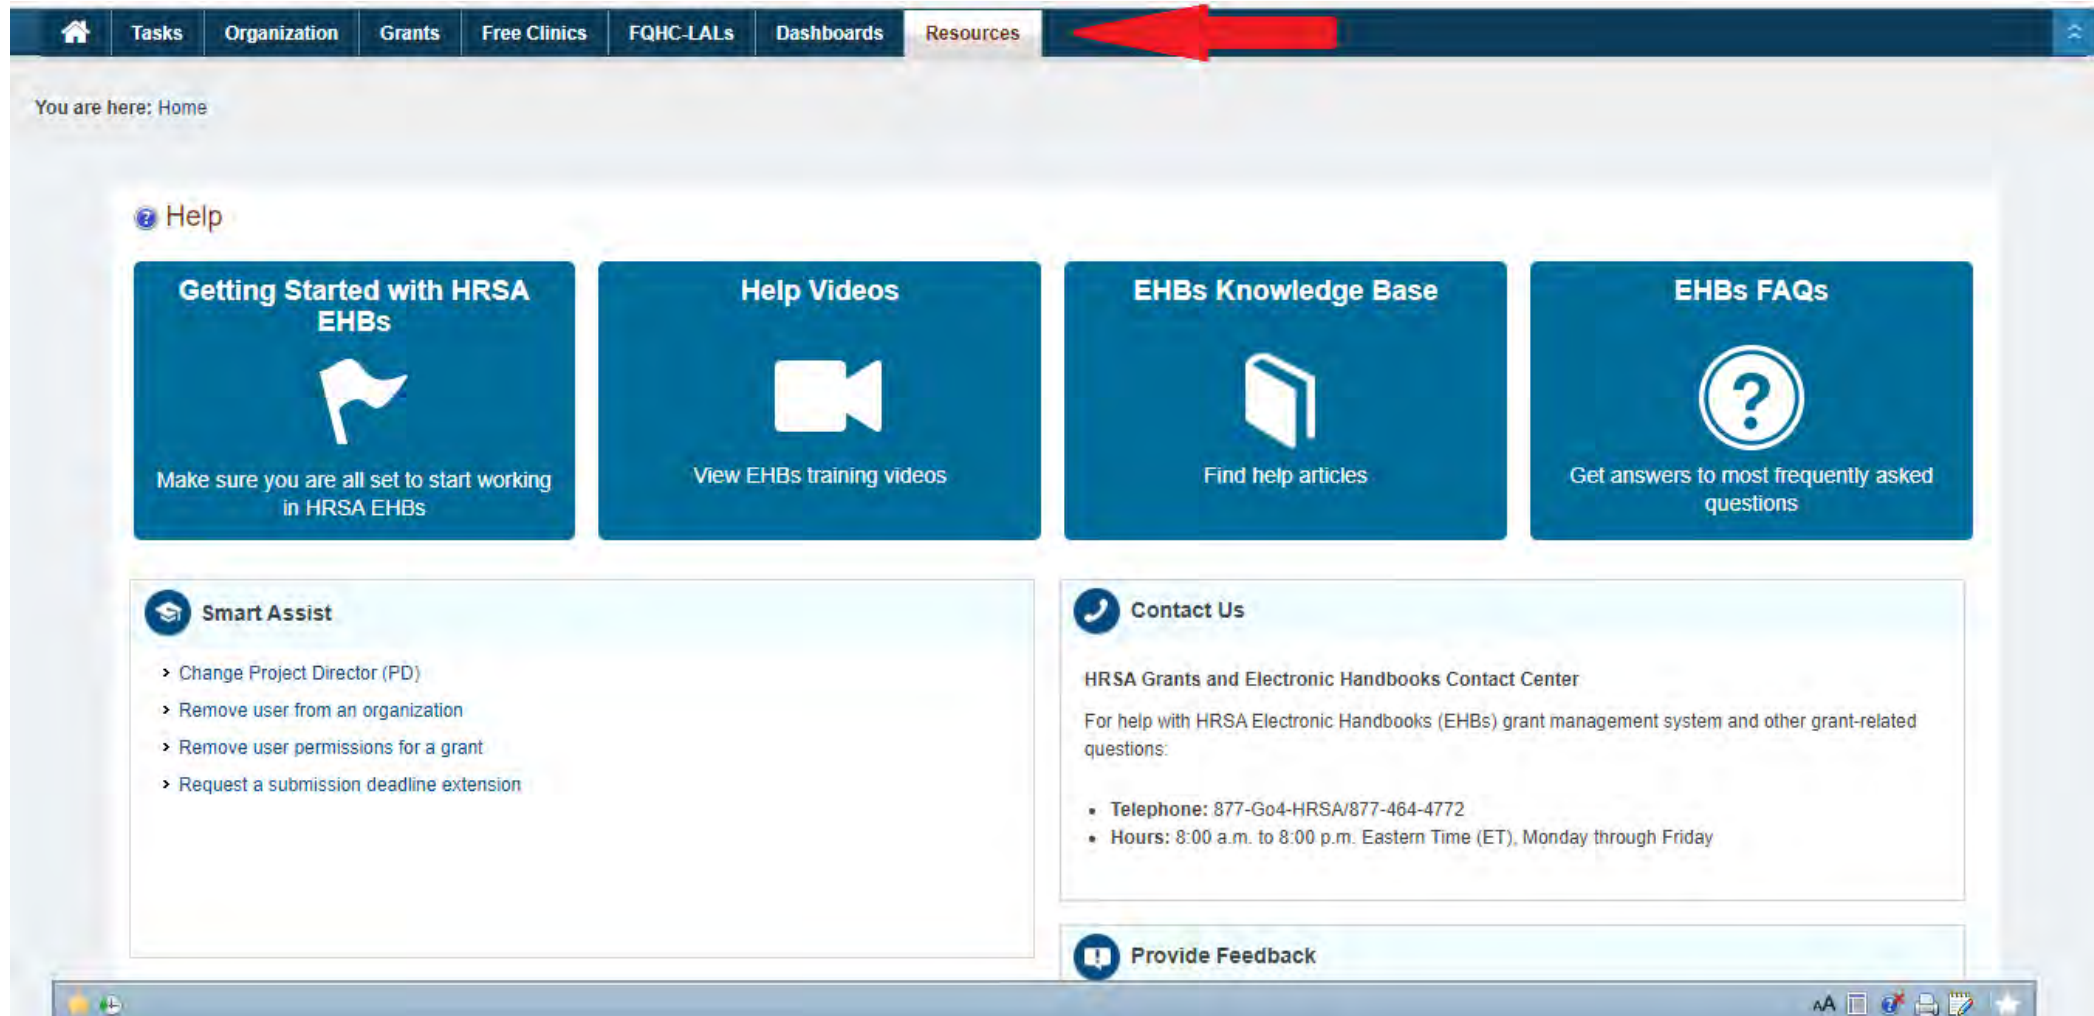 Tasks Organization Grants Free Clinics FQHC-LALs Dashboards Resources
You are here: Home
Help
Getting Started with HRSA
EHBs
Make sure you are all set to start working
in HRSA EHBs
Help Videos
View EHBs training videos
EHBs Knowledge Base
Find help articles
EHBs FAQs
?
Get answers to most frequently asked
questions
Smart Assist
Change Project Director (PD)
Remove user from an organization
Remove user permissions for a grant
Request a submission deadline extension
Contact Us
HRSA Grants and Electronic Handbooks Contact Center
For help with HRSA Electronic Handbooks (EHBs) grant management system and other grant-related
questions:
Telephone: 877-Go4-HRSA/877-464-4772
Hours: 8:00 a.m. to 8:00 p.m. Eastern Time (ET), Monday through Friday
Provide Feedback
AA